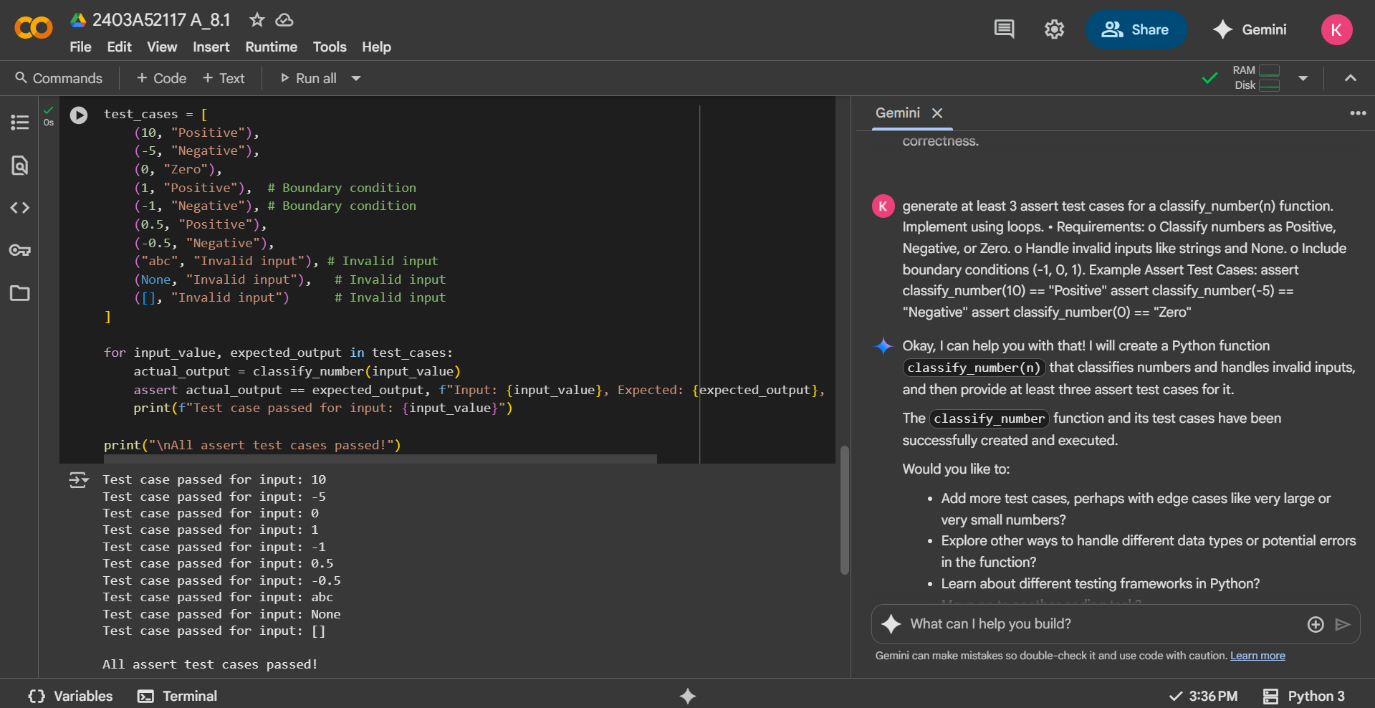 2403A52117 A_8.1
File Edit View Insert Runtime Tools Help
Share
Gemini
K
Commands
+ Code + Text
Run all
RAM
Disk
0s
test_cases = [
    (10, "Positive"),
    (-5, "Negative"),
    (0, "Zero"),
    (1, "Positive"),  # Boundary condition
    (-1, "Negative"), # Boundary condition
    (0.5, "Positive"),
    (-0.5, "Negative"),
    ("abc", "Invalid input"), # Invalid input
    (None, "Invalid input"),   # Invalid input
    ([], "Invalid input")      # Invalid input
]
for input_value, expected_output in test_cases:
    actual_output = classify_number(input_value)
    assert actual_output == expected_output, f"Input: {input_value}, Expected: {expected_output},
    print(f"Test case passed for input: {input_value}")
print("\nAll assert test cases passed!")
Test case passed for input: 10
Test case passed for input: -5
Test case passed for input: 0
Test case passed for input: 1
Test case passed for input: -1
Test case passed for input: 0.5
Test case passed for input: -0.5
Test case passed for input: abc
Test case passed for input: None
Test case passed for input: []
All assert test cases passed!
Gemini
correctness.
K
generate at least 3 assert test cases for a classify_number(n) function.
Implement using loops. • Requirements: o Classify numbers as Positive,
Negative, or Zero. o Handle invalid inputs like strings and None. o Include
boundary conditions (-1, 0, 1). Example Assert Test Cases: assert
classify_number(10) == "Positive" assert classify_number(-5) ==
"Negative" assert classify_number(0) == "Zero"
Okay, I can help you with that! I will create a Python function
classify_number(n) that classifies numbers and handles invalid inputs,
and then provide at least three assert test cases for it.
The classify_number function and its test cases have been
successfully created and executed.
Would you like to:
• Add more test cases, perhaps with edge cases like very large or
very small numbers?
• Explore other ways to handle different data types or potential errors
in the function?
• Learn about different testing frameworks in Python?
What can I help you build?
Gemini can make mistakes so double-check it and use code with caution. Learn more
Variables
Terminal
3:36 PM
Python 3